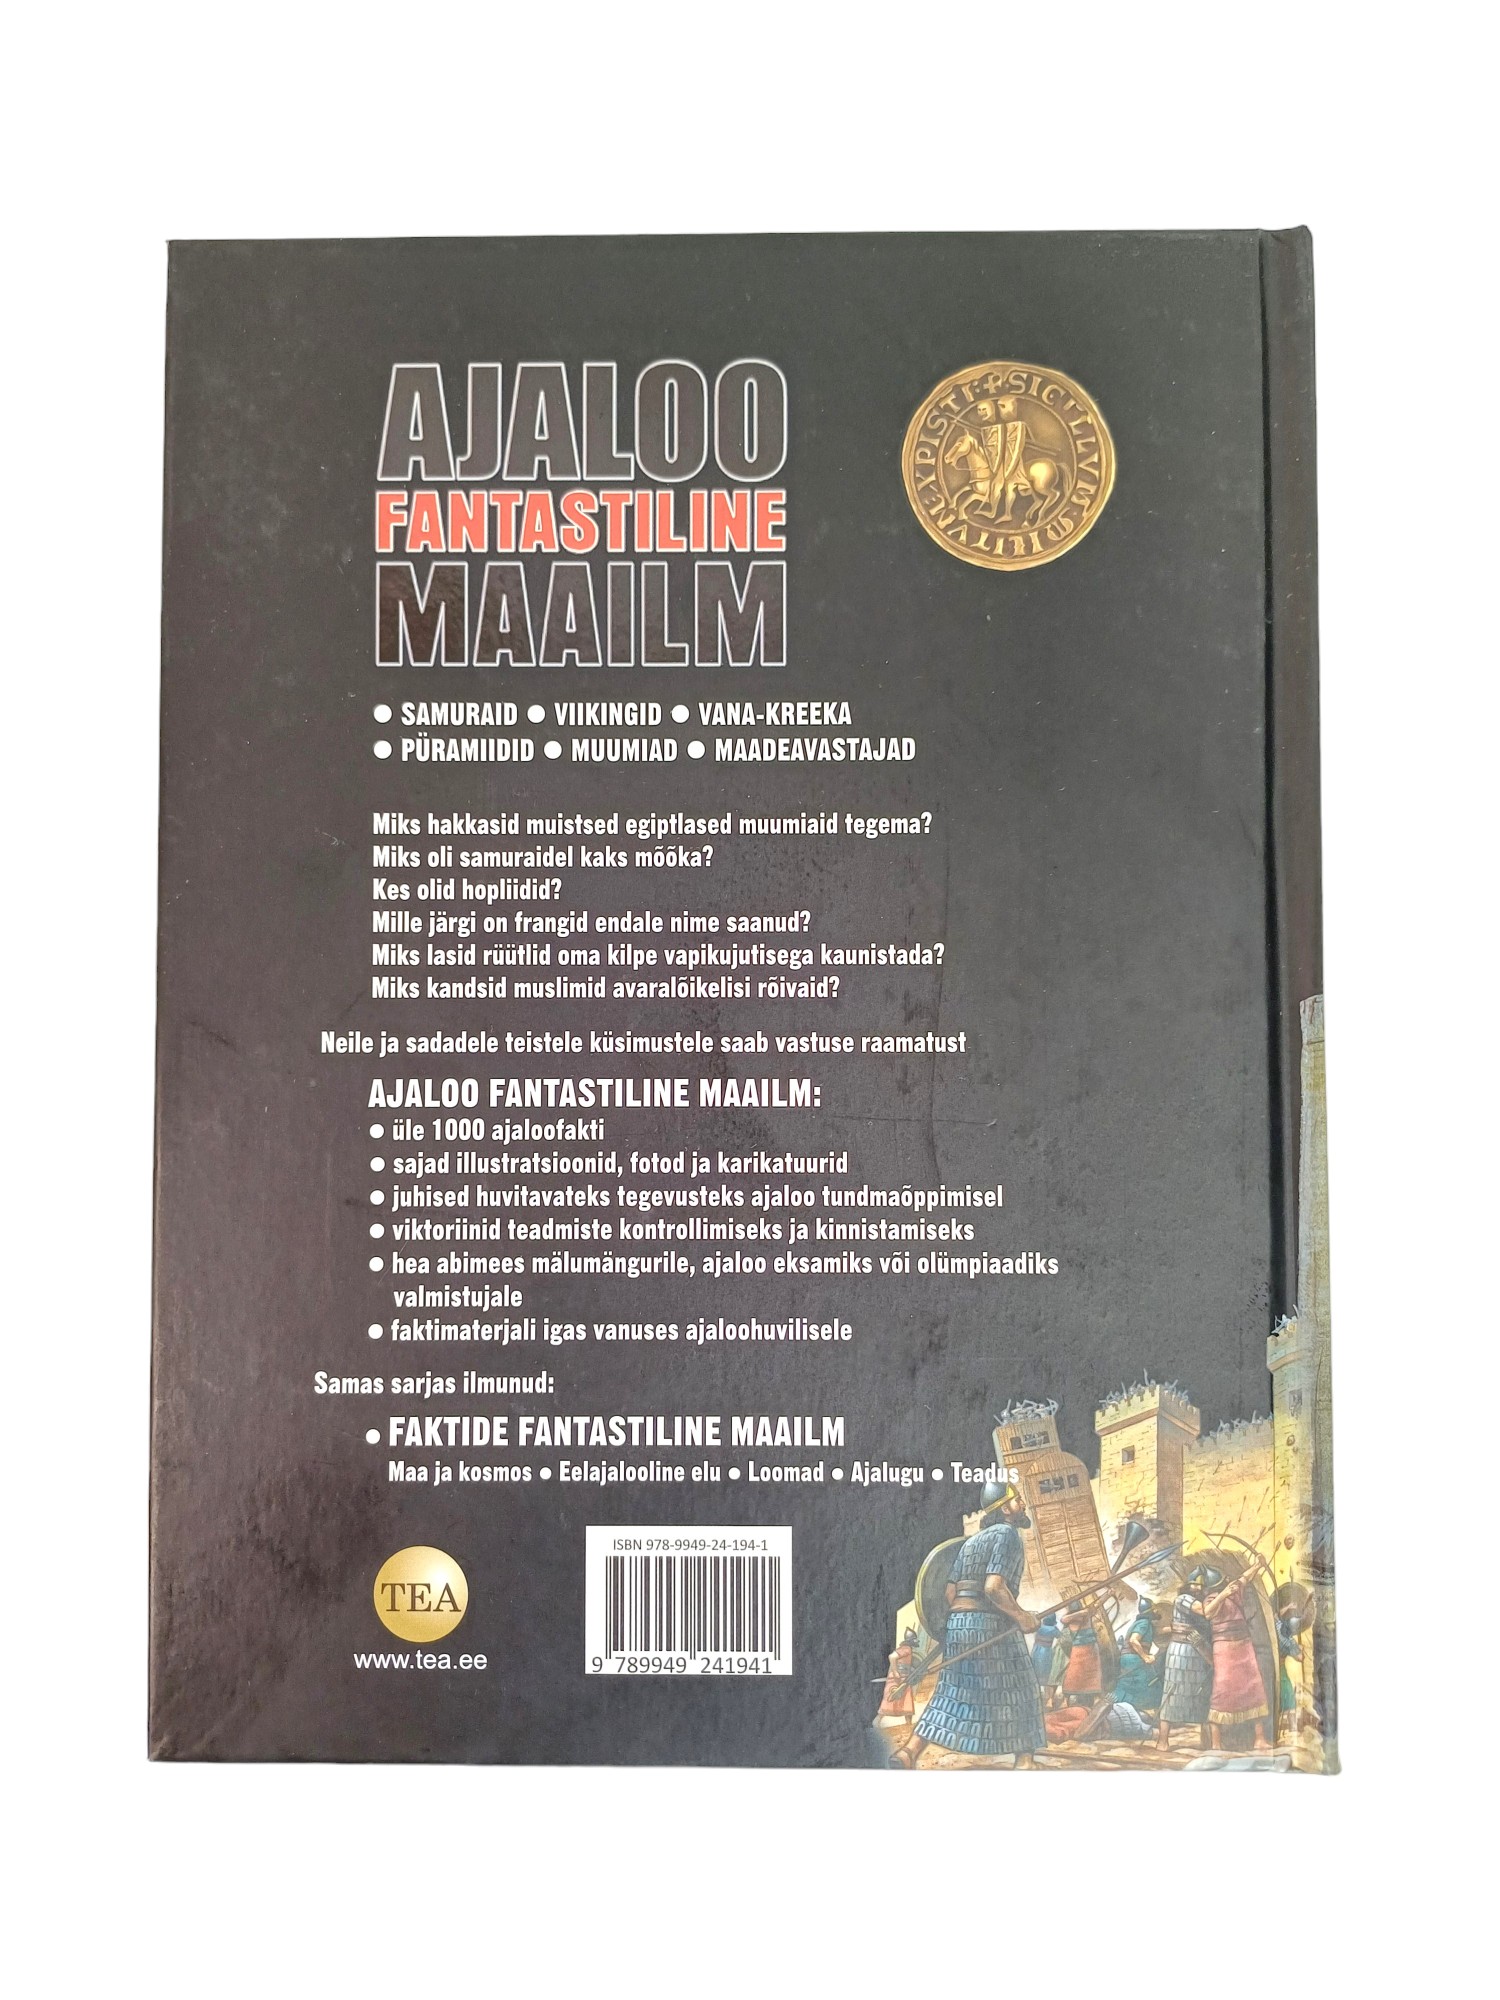 AJALOO
FANTASTILINE
MAAILM
SIGILLVM MILITVM XPISTI
● SAMURAID ● VIIKINGID ● VANA-KREEKA
● PÜRAMIIDID ● MUUMIAD ● MAADEAVASTAJAD
Miks hakkasid muistsed egiptlased muumiaid tegema?
Miks oli samuraidel kaks mõõka?
Kes olid hopliidid?
Mille järgi on frangid endale nime saanud?
Miks lasid rüütlid oma kilpe vapikujutisega kaunistada?
Miks kandsid muslimid avaralõikelisi rõivaid?
Neile ja sadadele teistele küsimustele saab vastuse raamatust
AJALOO FANTASTILINE MAAILM:
● üle 1000 ajaloofakti
● sajad illustratsioonid, fotod ja karikatuurid
● juhised huvitavateks tegevusteks ajaloo tundmaõppimisel
● viktoriinid teadmiste kontrollimiseks ja kinnistamiseks
● hea abimees mälumängurile, ajaloo eksamiks või olümpiaadiks
valmistujale
● faktimaterjali igas vanuses ajaloohuvilisele
Samas sarjas ilmunud:
● FAKTIDE FANTASTILINE MAAILM
Maa ja kosmos ● Eelajalooline elu ● Loomad ● Ajalugu ● Teadus
TEA
www.tea.ee
ISBN 978-9949-24-194-1
9 789949 241941